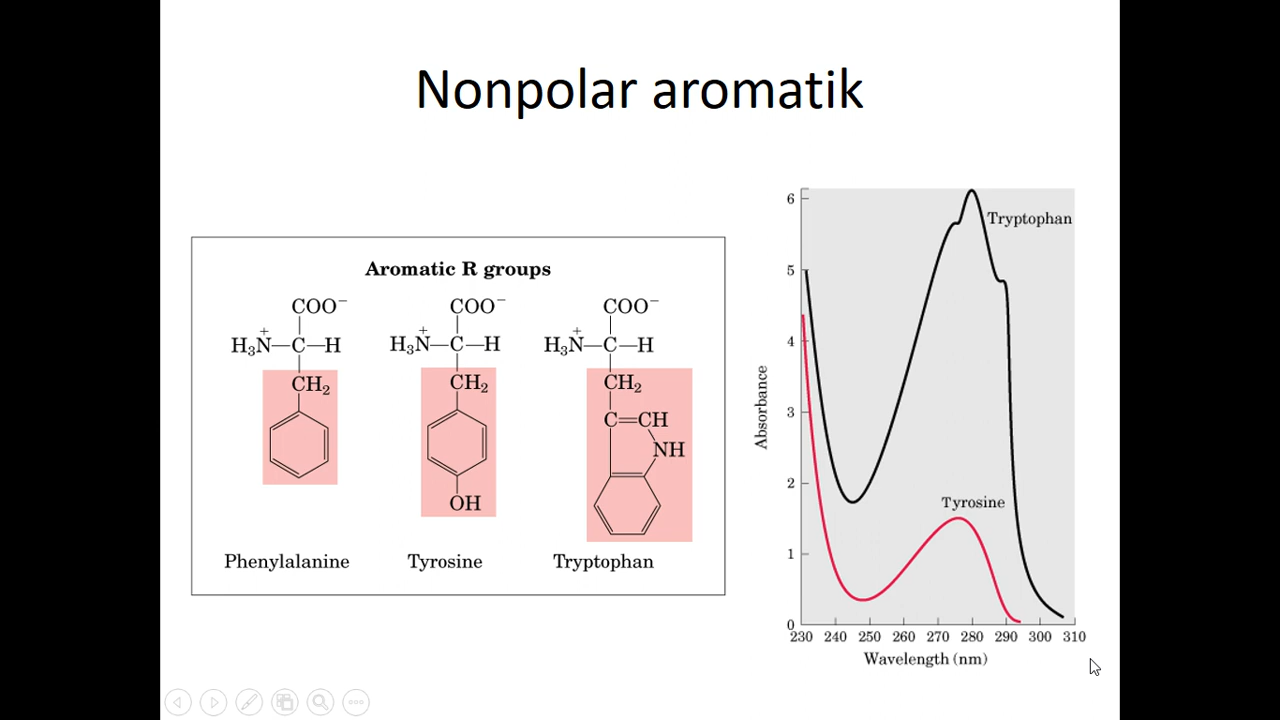 Nonpolar aromatik
Aromatic R groups
COO⁻ COO⁻ COO⁻
H₃N⁺—C—H H₃N⁺—C—H H₃N⁺—C—H
CH₂ CH₂ CH₂
C=CH
NH
OH
Phenylalanine Tyrosine Tryptophan
6
5
4
3
2
1
0
Absorbance
Tryptophan
Tyrosine
230 240 250 260 270 280 290 300 310
Wavelength (nm)